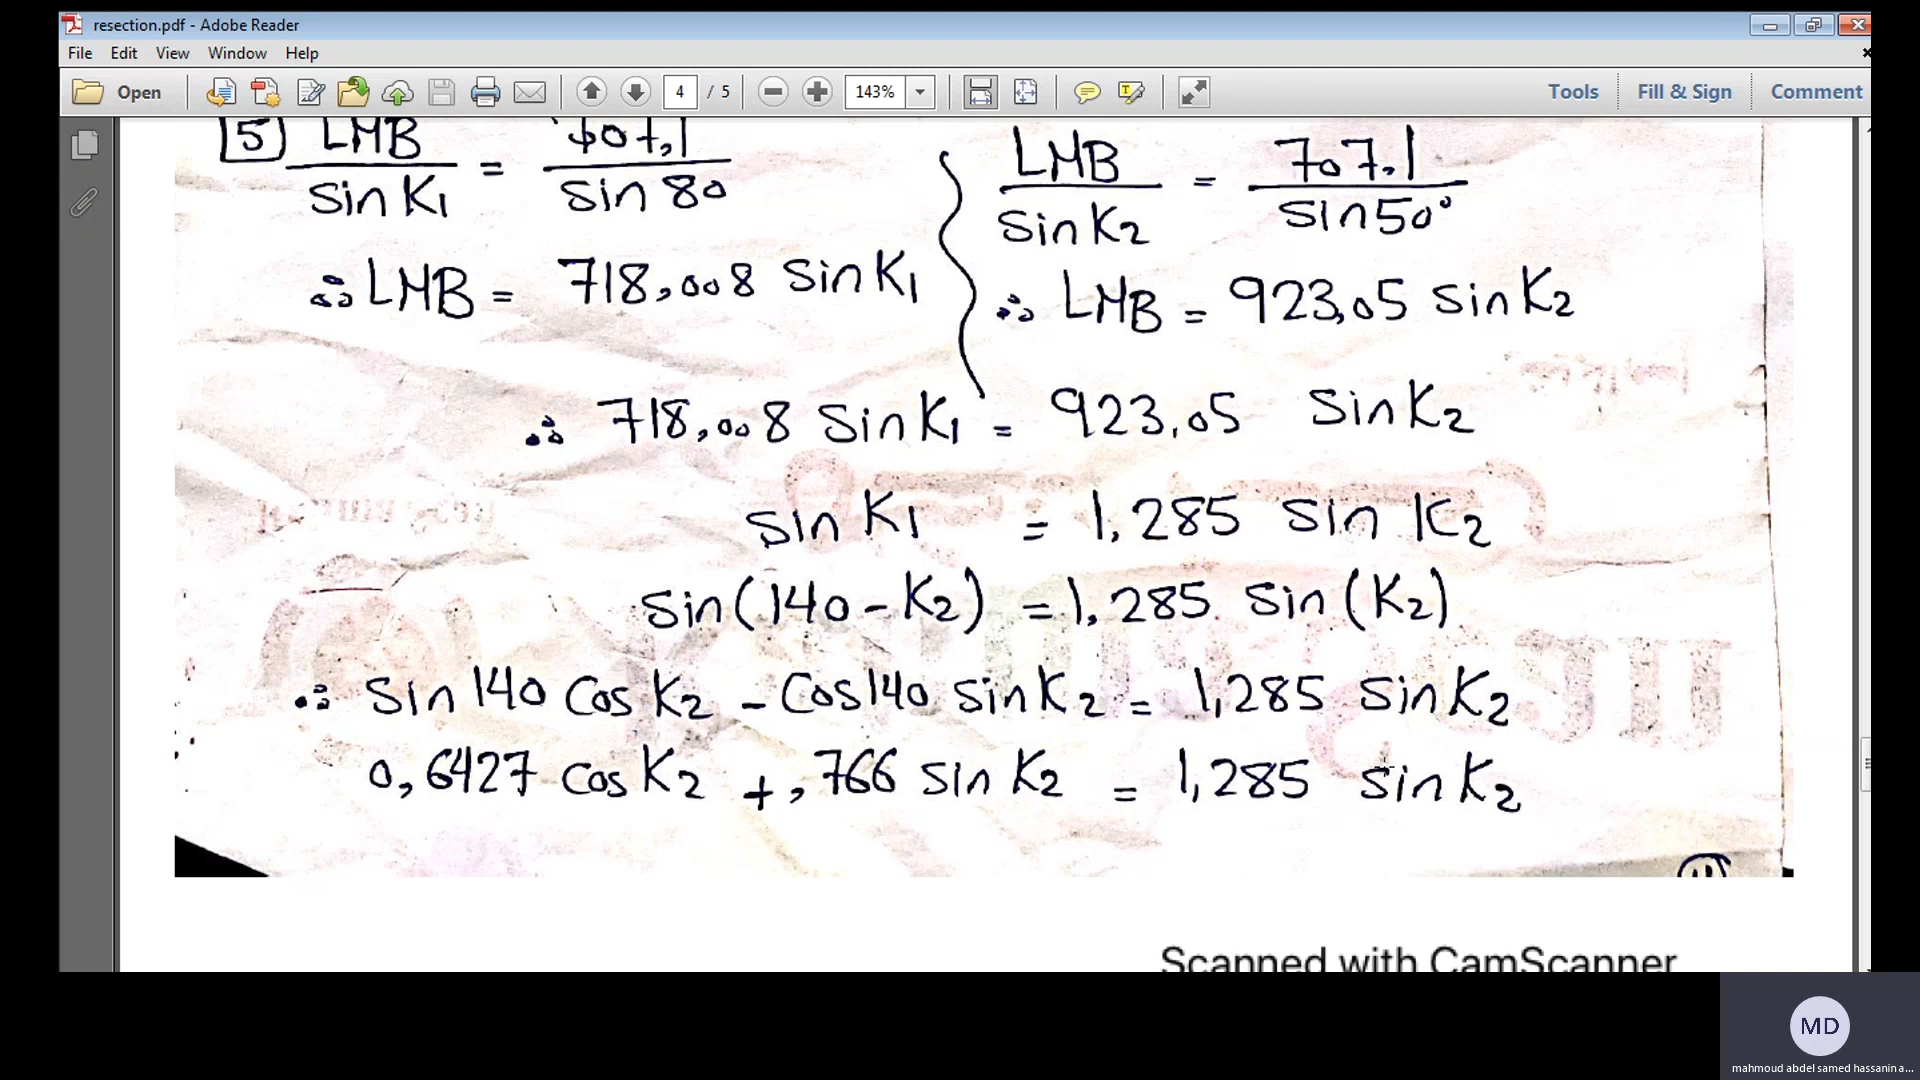 resection.pdf - Adobe Reader
File Edit View Window Help
Open 4 / 5 143% Tools Fill & Sign Comment
5 LMB / sin K1 = 707,1 / sin 80
LMB / sin K2 = 707.1 / sin 50°
∴ LMB = 718,008 sin K1
∴ LMB = 923,05 sin K2
∴ 718,008 sin K1 = 923,05 sin K2
sin K1 = 1,285 sin K2
sin(140 - K2) = 1,285 sin(K2)
∴ sin 140 cos K2 - cos 140 sin K2 = 1,285 sin K2
0,6427 cos K2 + ,766 sin K2 = 1,285 sin K2
Scanned with CamScanner
MD
mahmoud abdel samed hassanin a...